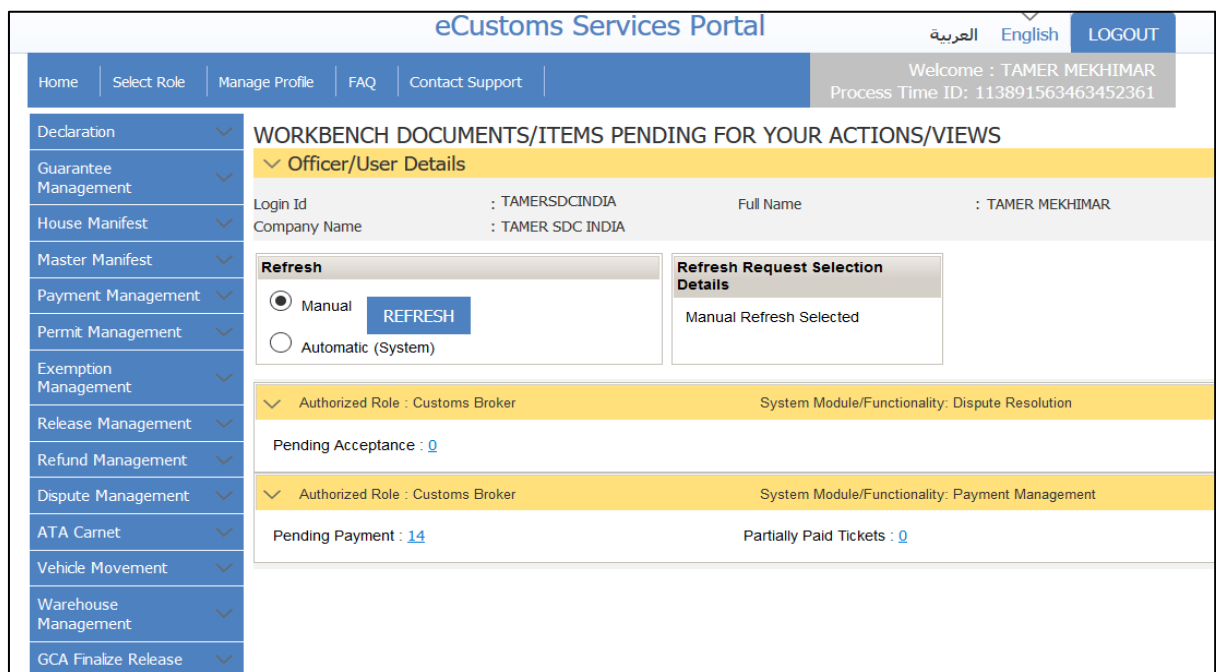 eCustoms Services Portal
العربية English LOGOUT
Home Select Role Manage Profile FAQ Contact Support
Welcome : TAMER MEKHIMAR
Process Time ID: 113891563463452361
Declaration
Guarantee
Management
House Manifest
Master Manifest
Payment Management
Permit Management
Exemption
Management
Release Management
Refund Management
Dispute Management
ATA Carnet
Vehicle Movement
Warehouse
Management
GCA Finalize Release
WORKBENCH DOCUMENTS/ITEMS PENDING FOR YOUR ACTIONS/VIEWS
Officer/User Details
Login Id : TAMERSDCINDIA Full Name : TAMER MEKHIMAR
Company Name : TAMER SDC INDIA
Refresh
Manual REFRESH
Automatic (System)
Refresh Request Selection
Details
Manual Refresh Selected
Authorized Role : Customs Broker System Module/Functionality: Dispute Resolution
Pending Acceptance : 0
Authorized Role : Customs Broker System Module/Functionality: Payment Management
Pending Payment : 14 Partially Paid Tickets : 0